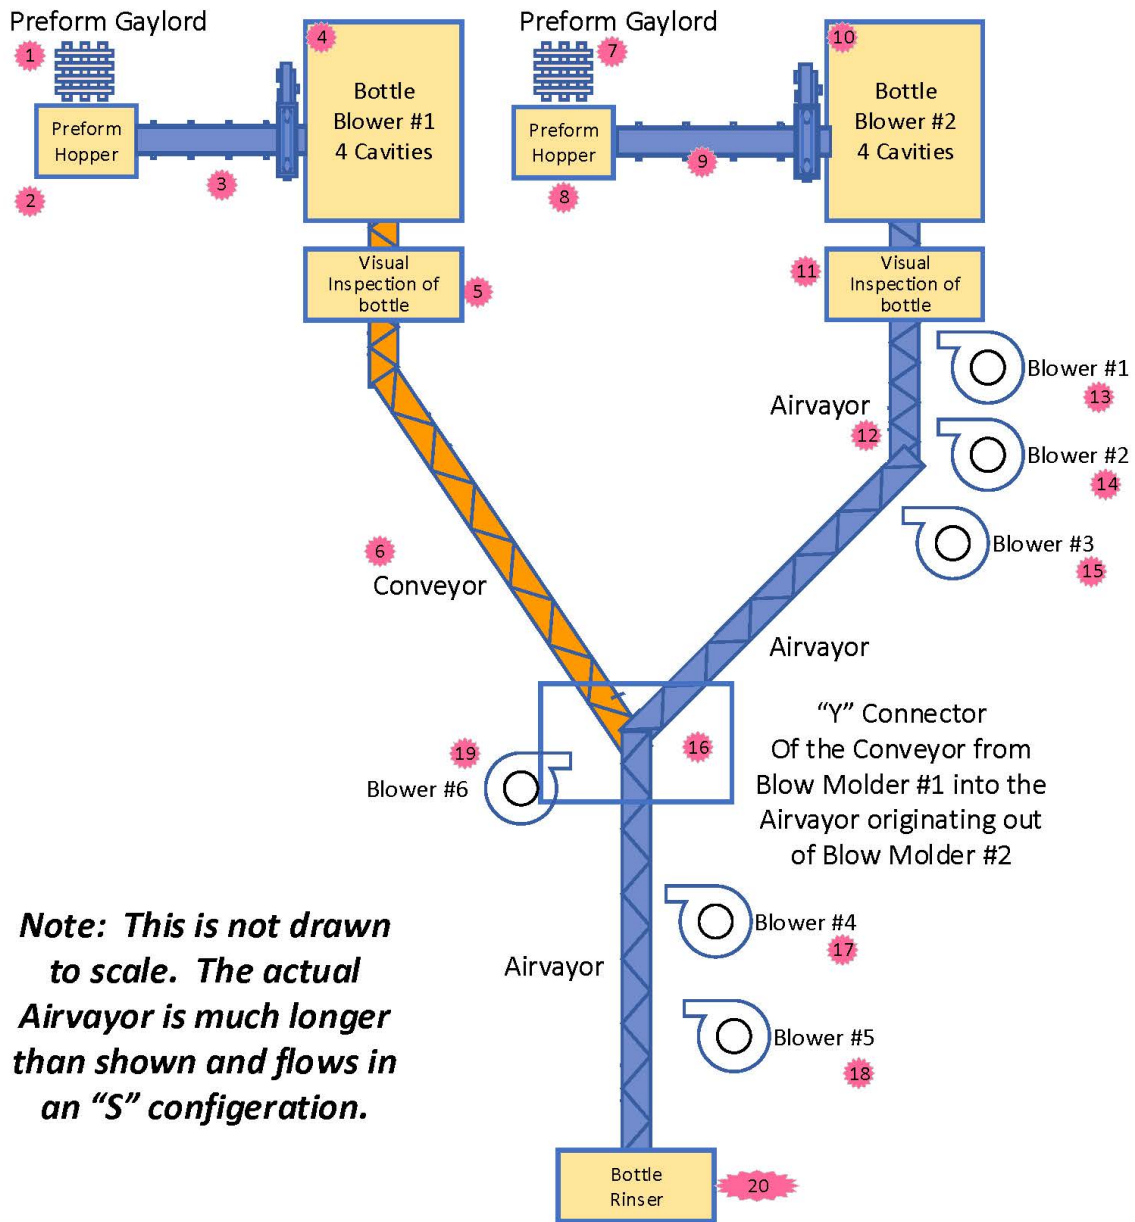 Preform Gaylord
1
Preform
Hopper
2
3
4
Bottle
Blower #1
4 Cavities
Visual
Inspection of
bottle
5
6
Conveyor
Preform Gaylord
7
Preform
Hopper
8
9
10
Bottle
Blower #2
4 Cavities
11
Visual
Inspection of
bottle
Airvayor
12
Blower #1
13
Blower #2
14
Blower #3
15
Airvayor
16
"Y" Connector
Of the Conveyor from
Blow Molder #1 into the
Airvayor originating out
of Blow Molder #2
19
Blower #6
Blower #4
17
Airvayor
Blower #5
18
Note: This is not drawn
to scale. The actual
Airvayor is much longer
than shown and flows in
an "S" configeration.
Bottle
Rinser
20